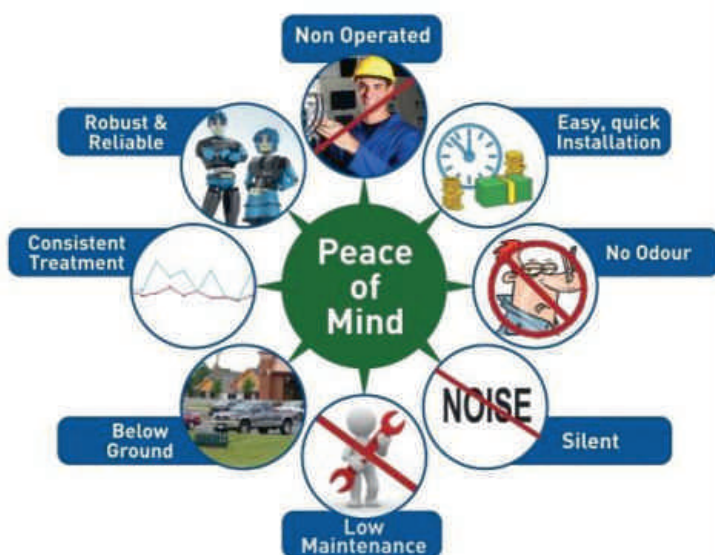 Non Operated
Robust &
Reliable
Easy, quick
Installation
Consistent
Treatment
Peace
of
Mind
No Odour
Below
Ground
NOISE
Silent
Low
Maintenance